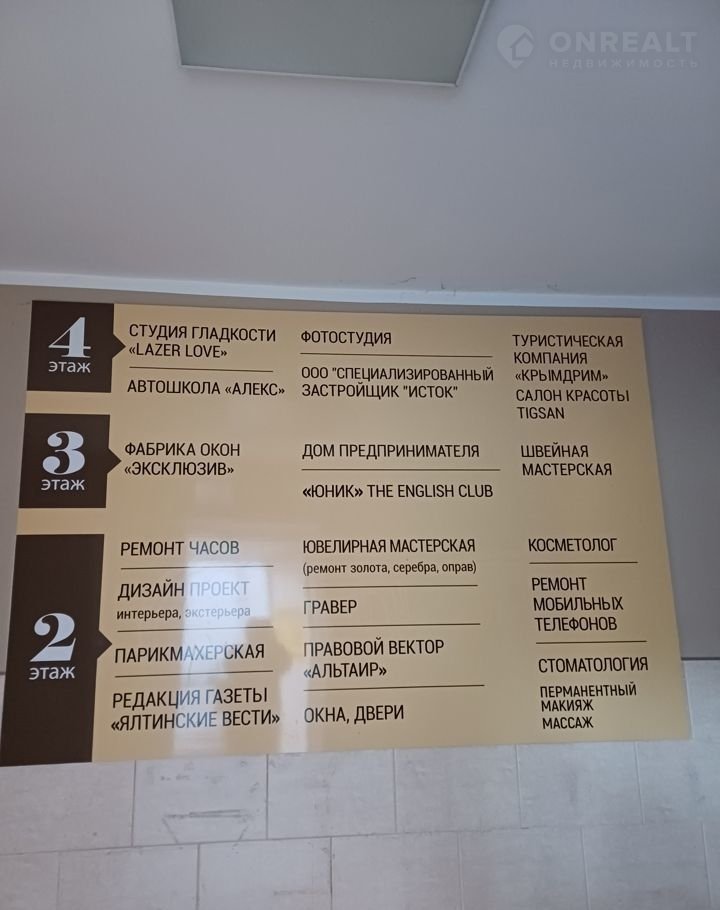 ONREALT
НЕДВИЖИМОСТЬ
4
этаж
СТУДИЯ ГЛАДКОСТИ
«LAZER LOVE»
АВТОШКОЛА «АЛЕКС»
ФОТОСТУДИЯ
ООО "СПЕЦИАЛИЗИРОВАННЫЙ
ЗАСТРОЙЩИК "ИСТОК"
ТУРИСТИЧЕСКАЯ
КОМПАНИЯ
«КРЫМДРИМ»
САЛОН КРАСОТЫ
TIGSAN
3
этаж
ФАБРИКА ОКОН
«ЭКСКЛЮЗИВ»
ДОМ ПРЕДПРИНИМАТЕЛЯ
«ЮНИК» THE ENGLISH CLUB
ШВЕЙНАЯ
МАСТЕРСКАЯ
2
этаж
РЕМОНТ ЧАСОВ
ДИЗАЙН ПРОЕКТ
интерьера, экстерьера
ПАРИКМАХЕРСКАЯ
РЕДАКЦИЯ ГАЗЕТЫ
«ЯЛТИНСКИЕ ВЕСТИ»
ЮВЕЛИРНАЯ МАСТЕРСКАЯ
(ремонт золота, серебра, оправ)
ГРАВЕР
ПРАВОВОЙ ВЕКТОР
«АЛЬТАИР»
ОКНА, ДВЕРИ
КОСМЕТОЛОГ
РЕМОНТ
МОБИЛЬНЫХ
ТЕЛЕФОНОВ
СТОМАТОЛОГИЯ
ПЕРМАНЕНТНЫЙ
МАКИЯЖ
МАССАЖ